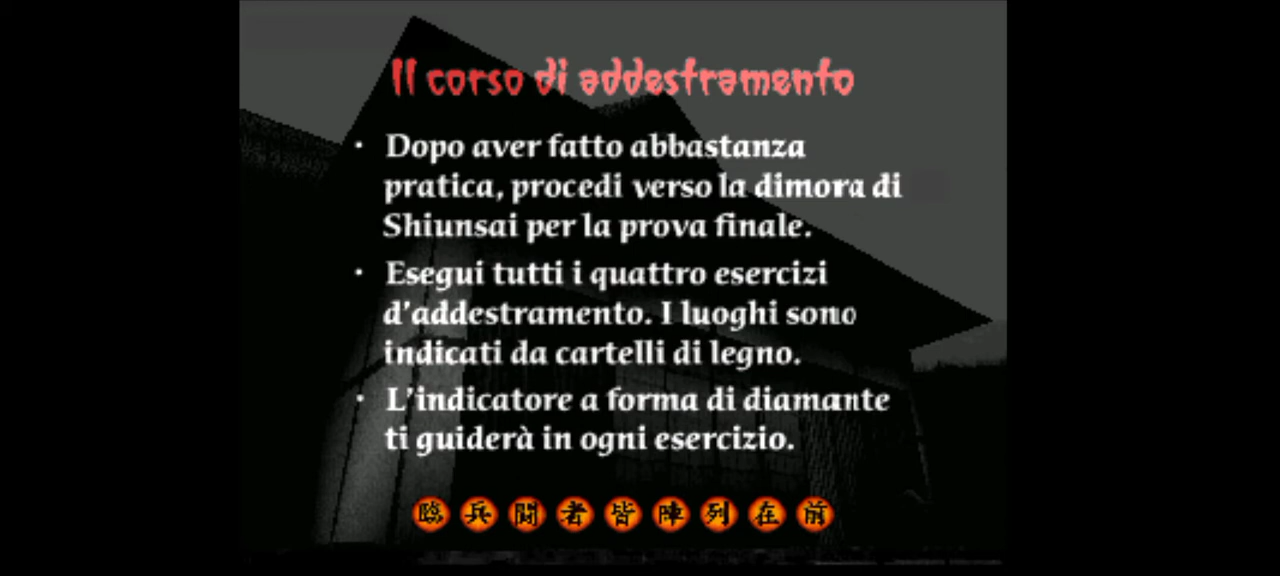 Il corso di addestramento
· Dopo aver fatto abbastanza
pratica, procedi verso la dimora di
Shiunsai per la prova finale.
· Esegui tutti i quattro esercizi
d'addestramento. I luoghi sono
indicati da cartelli di legno.
· L'indicatore a forma di diamante
ti guiderà in ogni esercizio.
臨 兵 闘 者 皆 陣 列 在 前